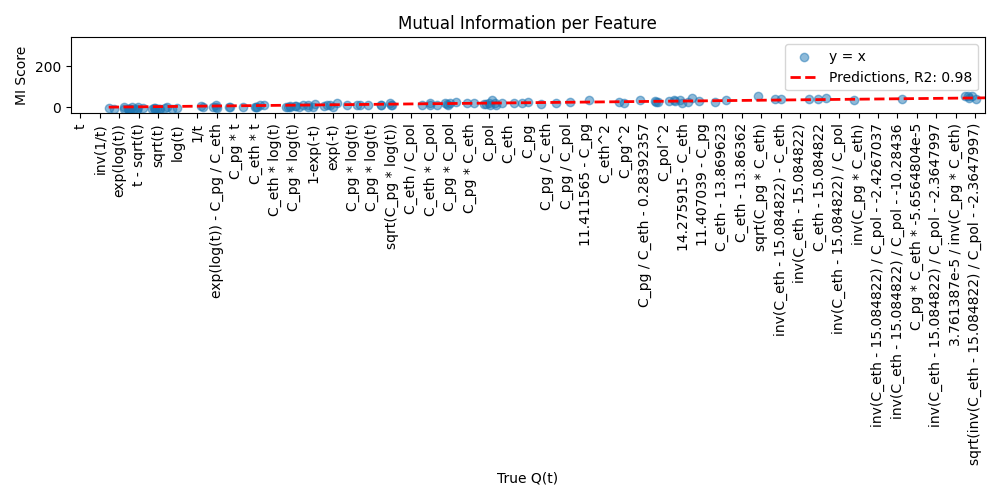 Mutual Information per Feature
MI Score
200
0
y = x
Predictions, R2: 0.98
t
inv(1/t)
exp(log(t))
t - sqrt(t)
sqrt(t)
log(t)
1/t
exp(log(t)) - C_pg / C_eth
C_pg * t
C_eth * t
C_eth * log(t)
C_pg * log(t)
1-exp(-t)
exp(-t)
C_pg * log(t)
C_pg * log(t)
sqrt(C_pg * log(t))
C_eth / C_pol
C_eth * C_pol
C_pg * C_pol
C_pg * C_eth
C_pol
C_eth
C_pg
C_pg / C_eth
C_pg / C_pol
11.411565 - C_pg
C_eth^2
C_pg^2
C_pg / C_eth - 0.28392357
C_pol^2
14.275915 - C_eth
11.407039 - C_pg
C_eth - 13.869623
C_eth - 13.86362
sqrt(C_pg * C_eth)
inv(C_eth - 15.084822) - C_eth
inv(C_eth - 15.084822)
C_eth - 15.084822
inv(C_eth - 15.084822) / C_pol
inv(C_pg * C_eth)
inv(C_eth - 15.084822) / C_pol - -2.4267037
inv(C_eth - 15.084822) / C_pol - -10.28436
C_pg * C_eth * -5.6564804e-5
inv(C_eth - 15.084822) / C_pol - -2.3647997
3.761387e-5 / inv(C_pg * C_eth)
sqrt(inv(C_eth - 15.084822) / C_pol - -2.3647997)
True Q(t)